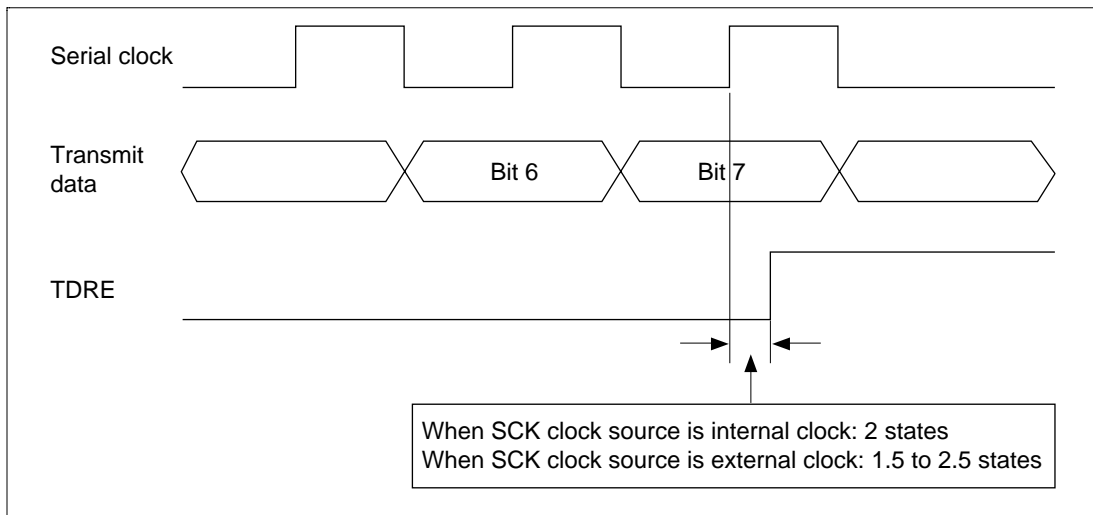 Serial clock
Transmit
data
Bit 6
Bit 7
TDRE
When SCK clock source is internal clock: 2 states
When SCK clock source is external clock: 1.5 to 2.5 states